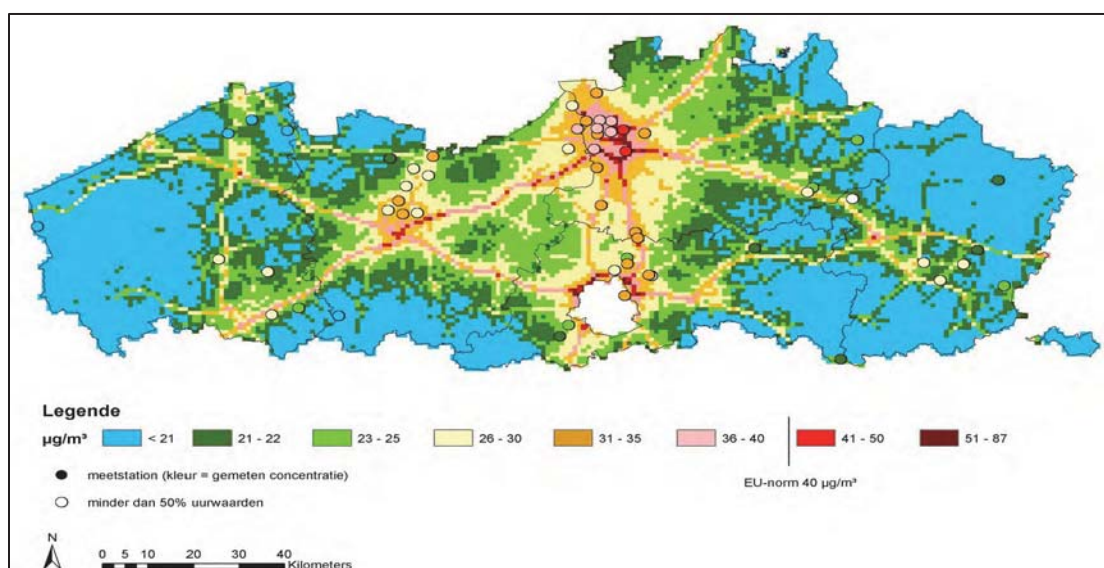 Legende
µg/m³ < 21 21 - 22 23 - 25 26 - 30 31 - 35 36 - 40 41 - 50 51 - 87
meetstation (kleur = gemeten concentratie)
EU-norm 40 µg/m³
minder dan 50% uurwaarden
N
0 5 10 20 30 40
Kilometers